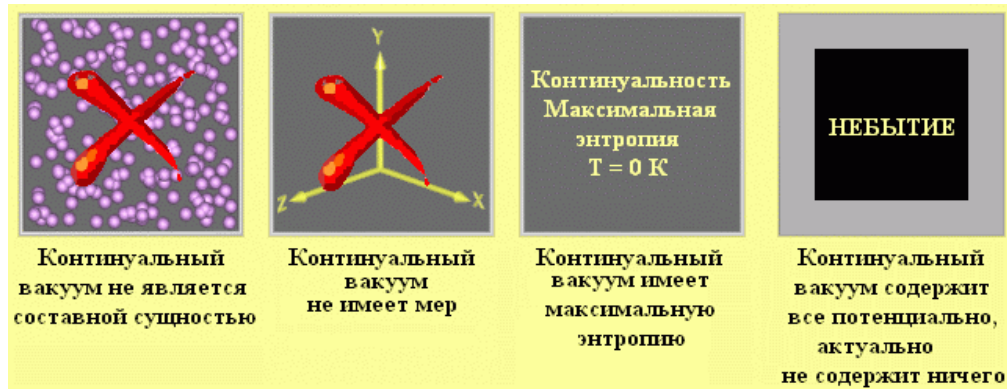 Y
Z
X
Континуальность
Максимальная
энтропия
Т = 0 К
НЕБЫТИЕ
Континуальный
вакуум не является
составной сущностью
Континуальный
вакуум
не имеет мер
Континуальный
вакуум имеет
максимальную
энтропию
Континуальный
вакуум содержит
все потенциально,
актуально
не содержит ничего